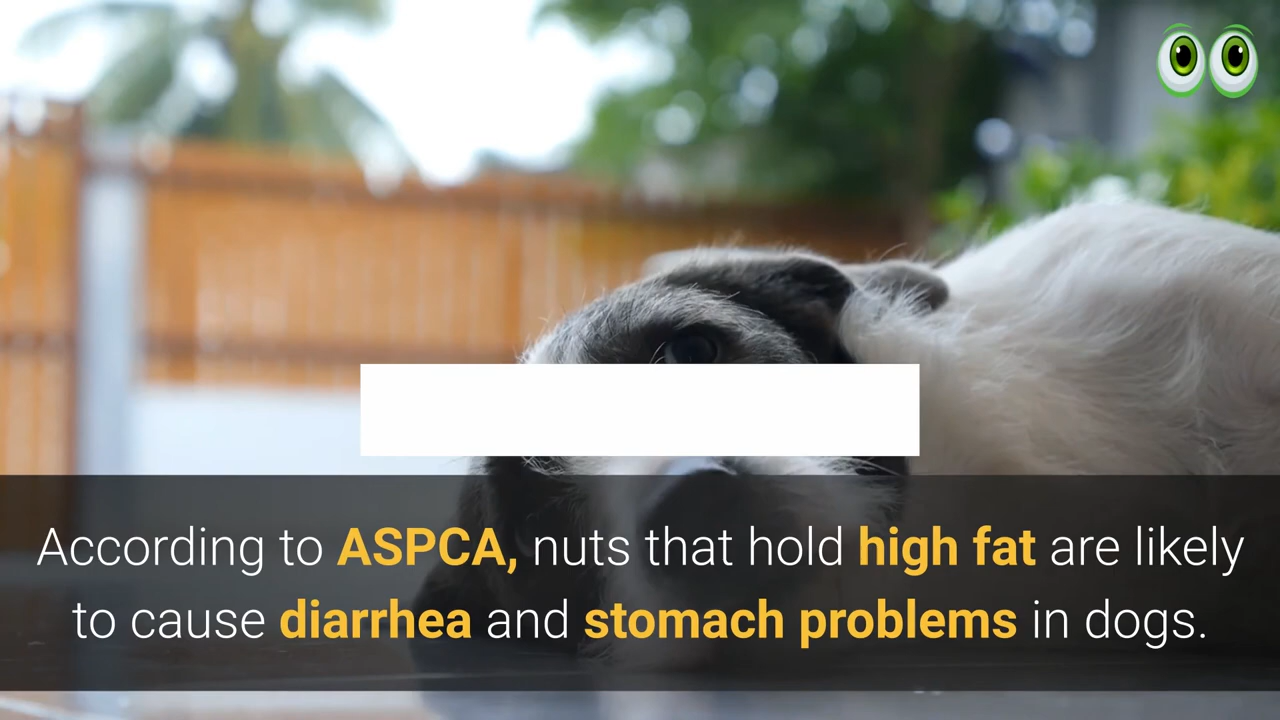 According to ASPCA, nuts that hold high fat are likely
to cause diarrhea and stomach problems in dogs.